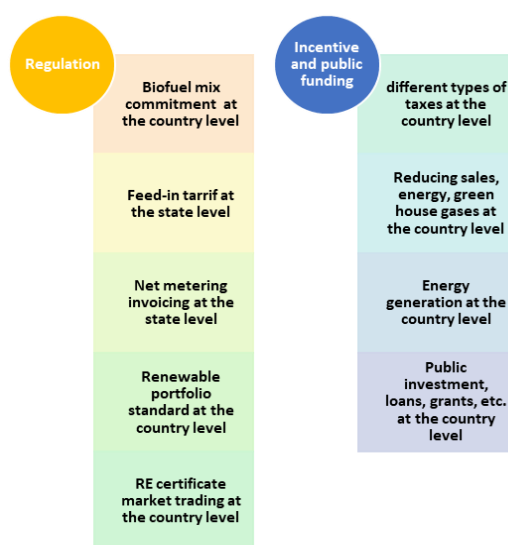 Regulation
Biofuel mix
commitment at
the country level
Feed-in tarrif at
the state level
Net metering
invoicing at the
state level
Renewable
portfolio
standard at the
country level
RE certificate
market trading at
the country level
Incentive
and public
funding
different types of
taxes at the
country level
Reducing sales,
energy, green
house gases at
the country level
Energy
generation at the
country level
Public
investment,
loans, grants, etc.
at the country
level